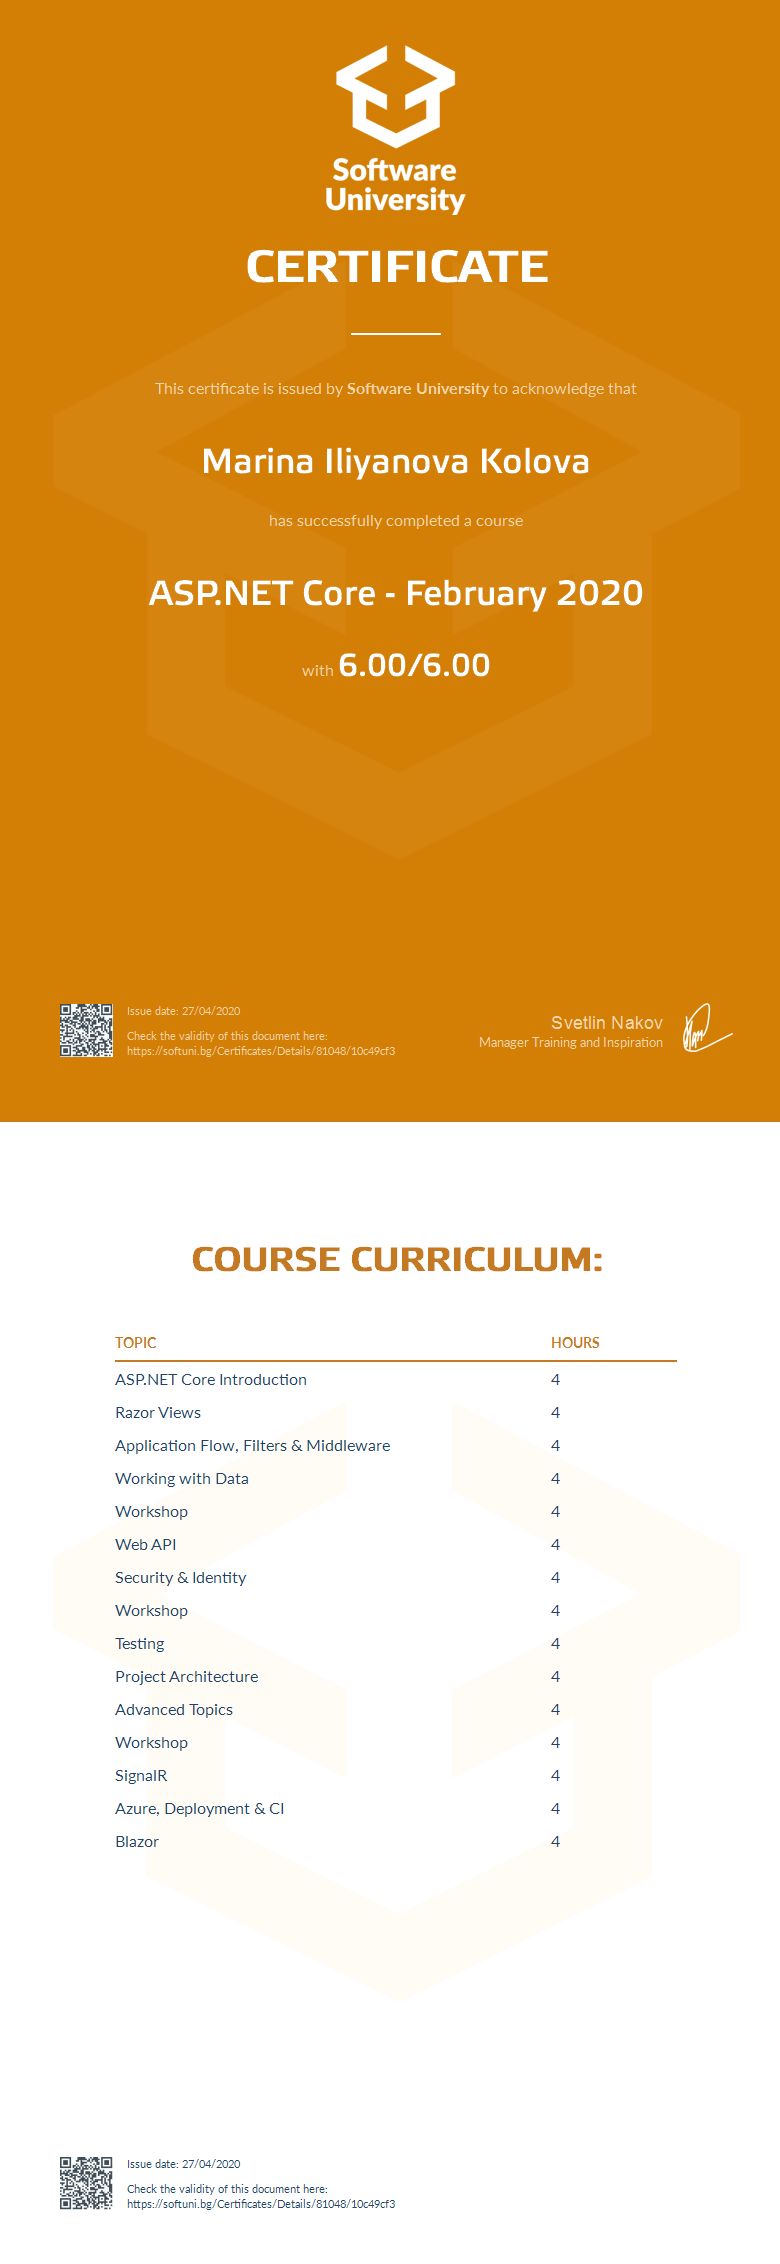 Software
University
CERTIFICATE
This certificate is issued by Software University to acknowledge that
Marina Iliyanova Kolova
has successfully completed a course
ASP.NET Core - February 2020
with 6.00/6.00
Issue date: 27/04/2020
Check the validity of this document here:
https://softuni.bg/Certificates/Details/81048/10c49cf3
Svetlin Nakov
Manager Training and Inspiration
COURSE CURRICULUM:
TOPIC HOURS
ASP.NET Core Introduction 4
Razor Views 4
Application Flow, Filters & Middleware 4
Working with Data 4
Workshop 4
Web API 4
Security & Identity 4
Workshop 4
Testing 4
Project Architecture 4
Advanced Topics 4
Workshop 4
SignalR 4
Azure, Deployment & CI 4
Blazor 4
Issue date: 27/04/2020
Check the validity of this document here:
https://softuni.bg/Certificates/Details/81048/10c49cf3